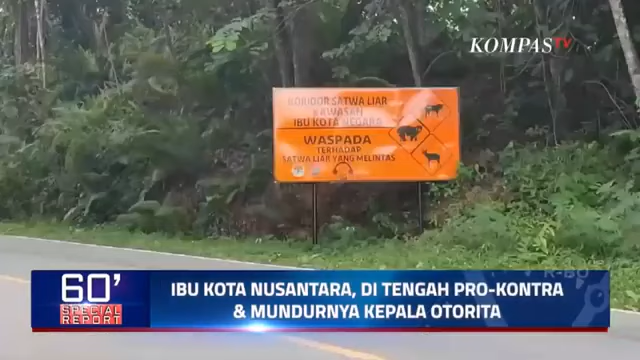 KOMPAS TV
KORIDOR SATWA LIAR
KAWASAN
IBU KOTA NEGARA
WASPADA
TERHADAP
SATWA LIAR YANG MELINTAS
60'
SPECIAL
REPORT
IBU KOTA NUSANTARA, DI TENGAH PRO-KONTRA
& MUNDURNYA KEPALA OTORITA